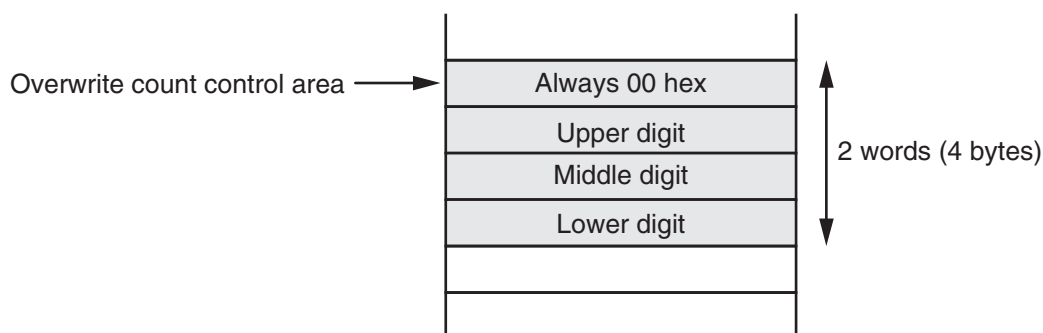 Overwrite count control area
Always 00 hex
Upper digit
Middle digit
Lower digit
2 words (4 bytes)